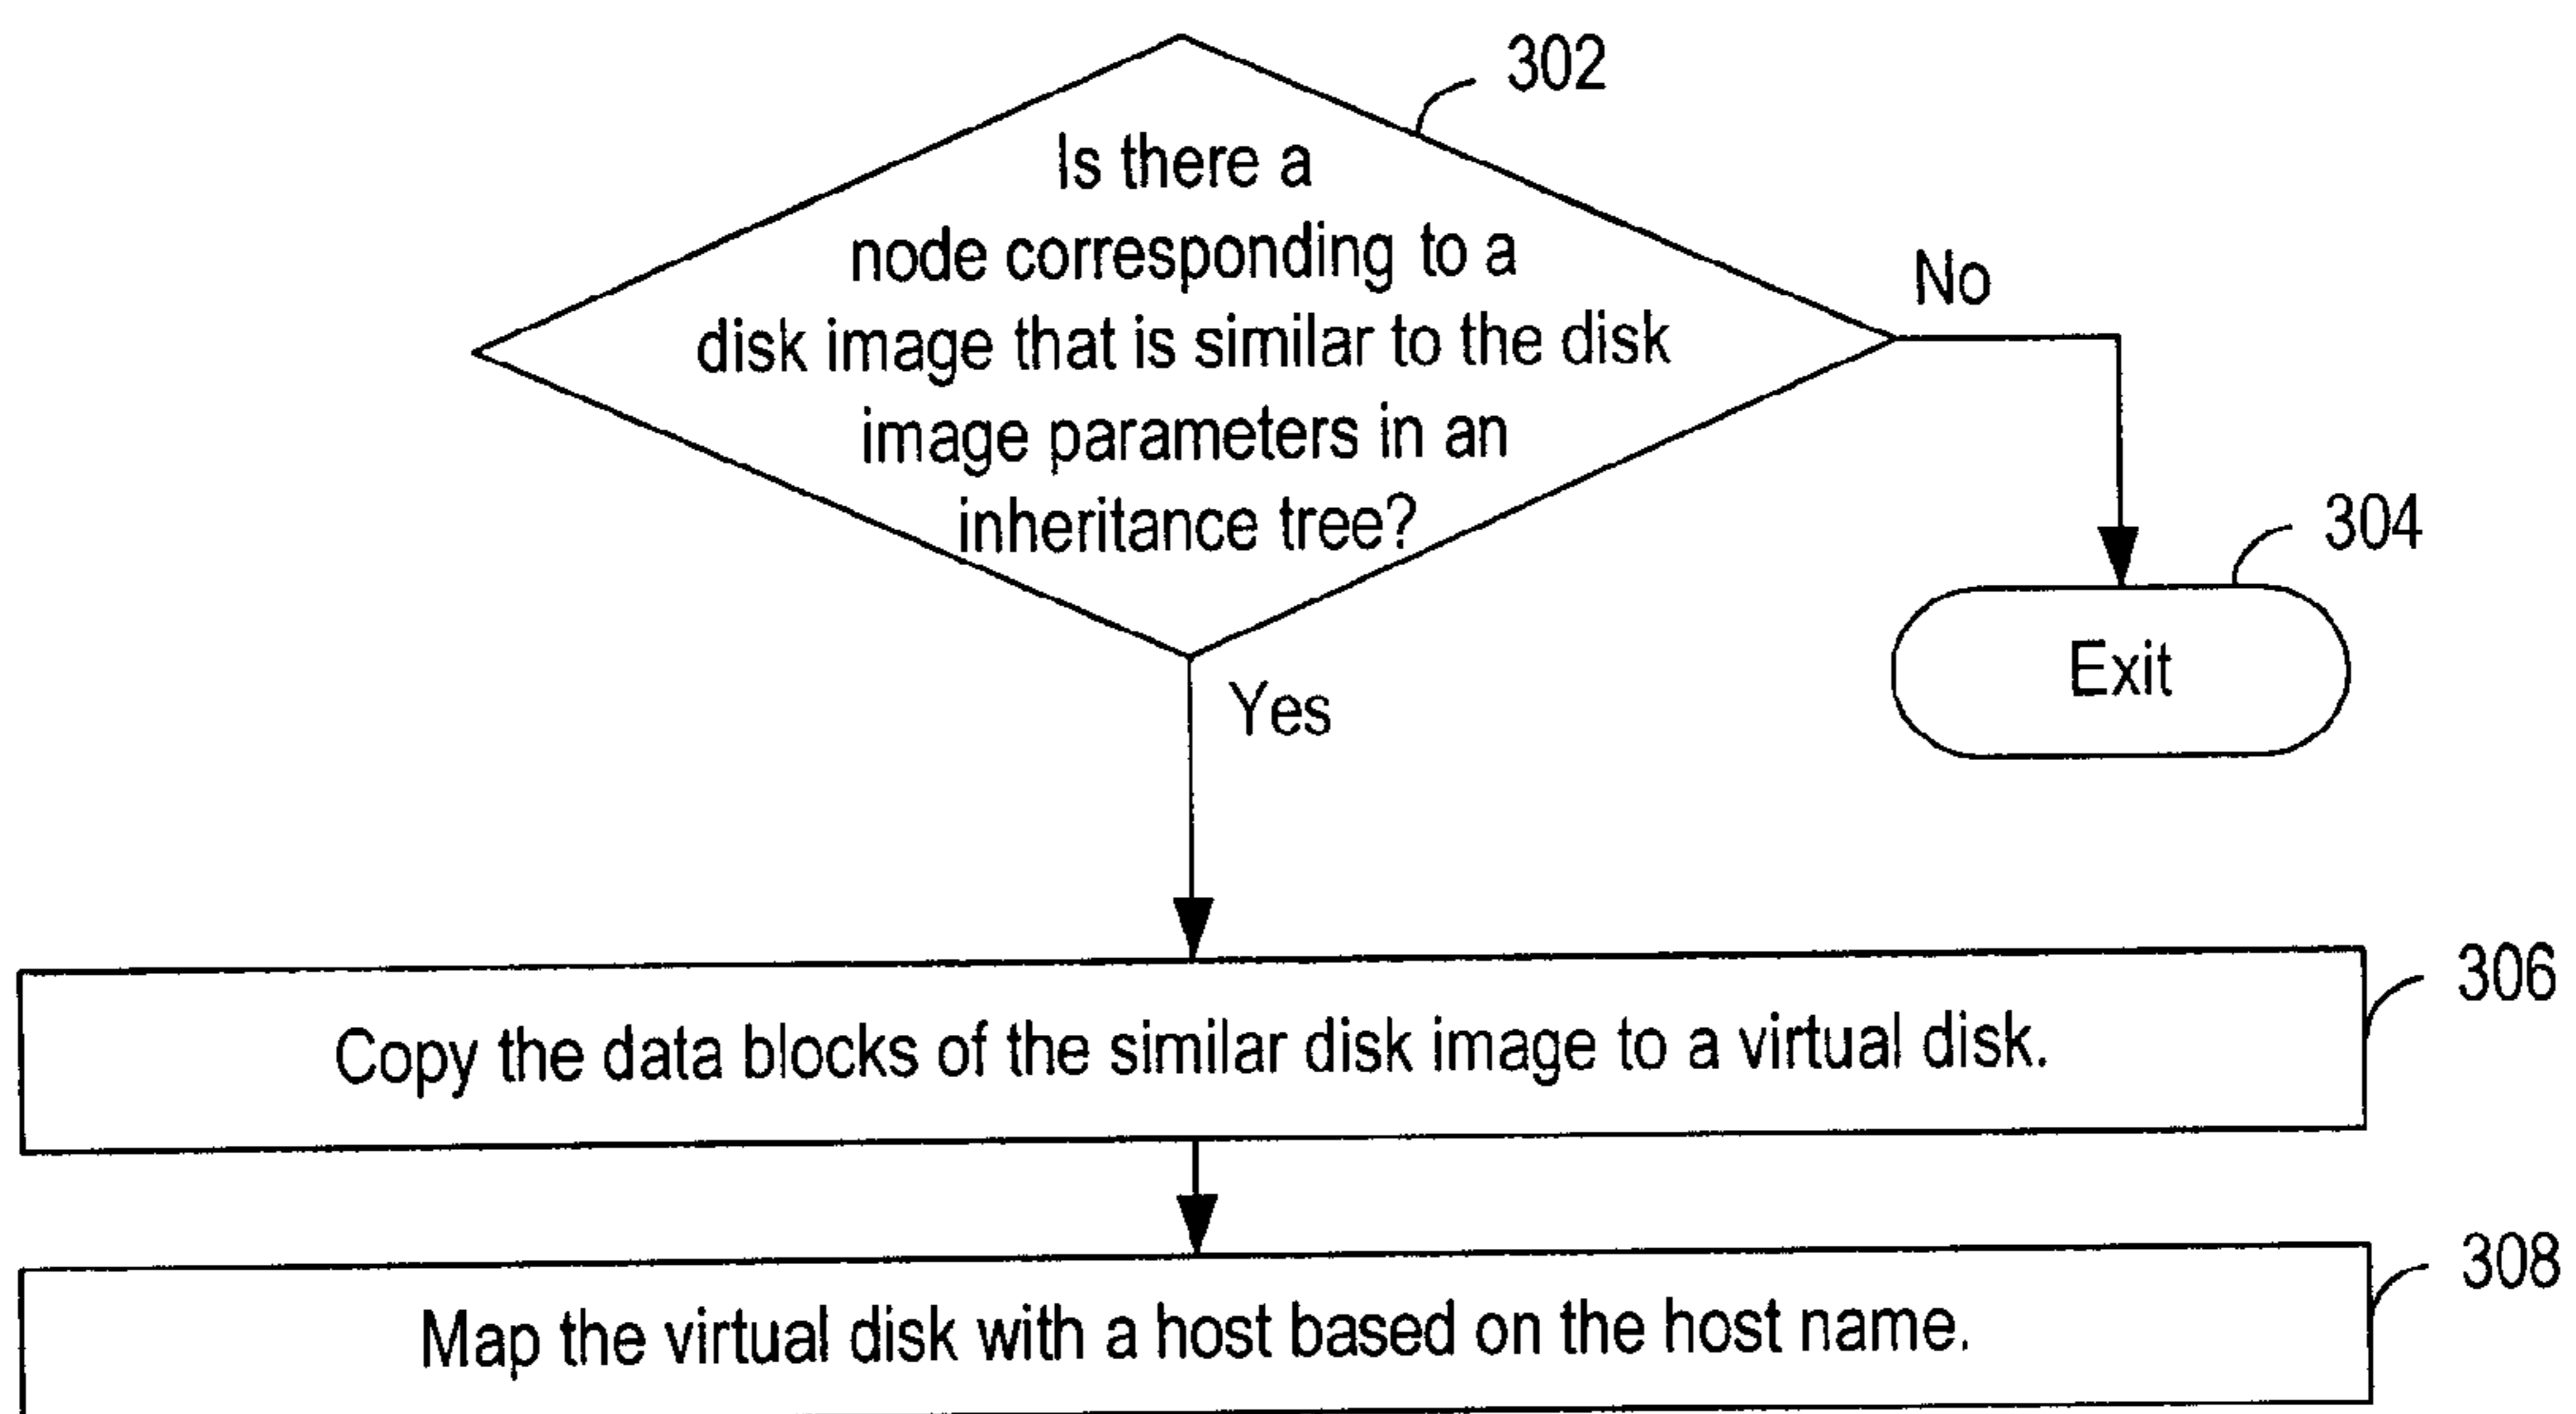 302
Is there a
node corresponding to a
disk image that is similar to the disk
image parameters in an
inheritance tree?
No
304
Exit
Yes
306
Copy the data blocks of the similar disk image to a virtual disk.
308
Map the virtual disk with a host based on the host name.